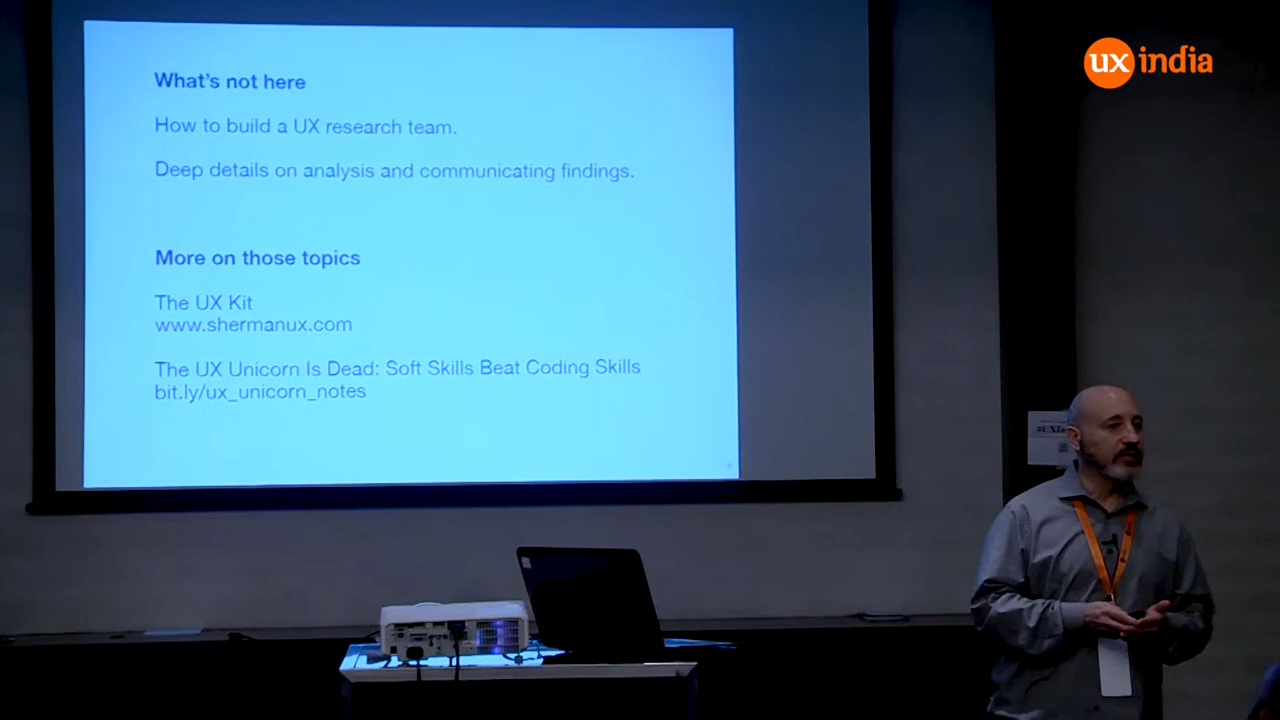 What's not here
How to build a UX research team.
Deep details on analysis and communicating findings.
More on those topics
The UX Kit
www.shermanux.com
The UX Unicorn Is Dead: Soft Skills Beat Coding Skills
bit.ly/ux_unicorn_notes
ux india